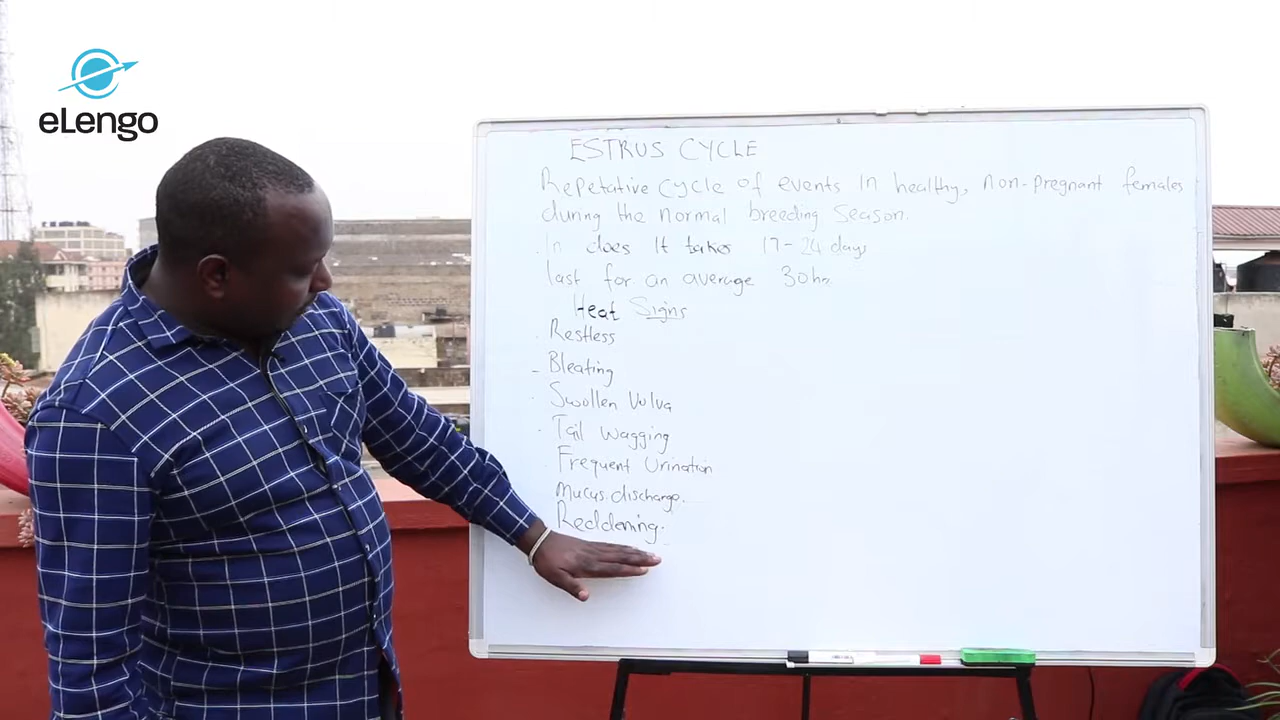 eLengo
ESTRUS CYCLE
Repetative cycle of events in healthy, non-pregnant females
during the normal breeding season.
. In does it takes 17-24 days
last for an average 30hrs
Heat Signs
. Restless
- Bleating
. Swollen Vulva
. Tail wagging
. Frequent Urination
Mucus discharge.
Reddening.